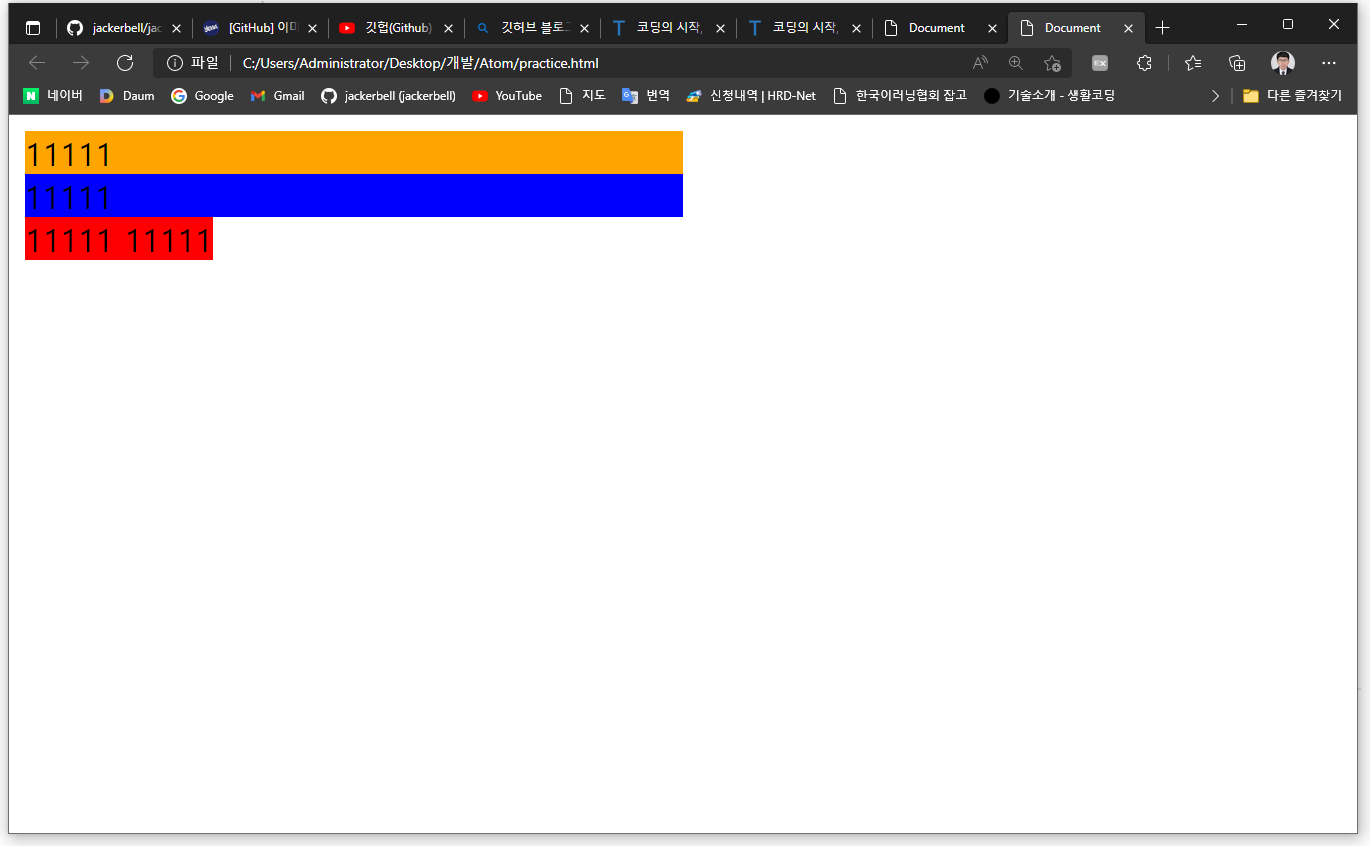 jackerbell/jac
[GitHub] 이미
깃헙(Github)
깃허브 블로그
코딩의 시작,
코딩의 시작,
Document
Document
파일
C:/Users/Administrator/Desktop/개발/Atom/practice.html
네이버
Daum
Google
Gmail
jackerbell (jackerbell)
YouTube
지도
번역
신청내역 | HRD-Net
한국이러닝협회 잡고
기술소개 - 생활코딩
다른 즐겨찾기
11111
11111
11111 11111